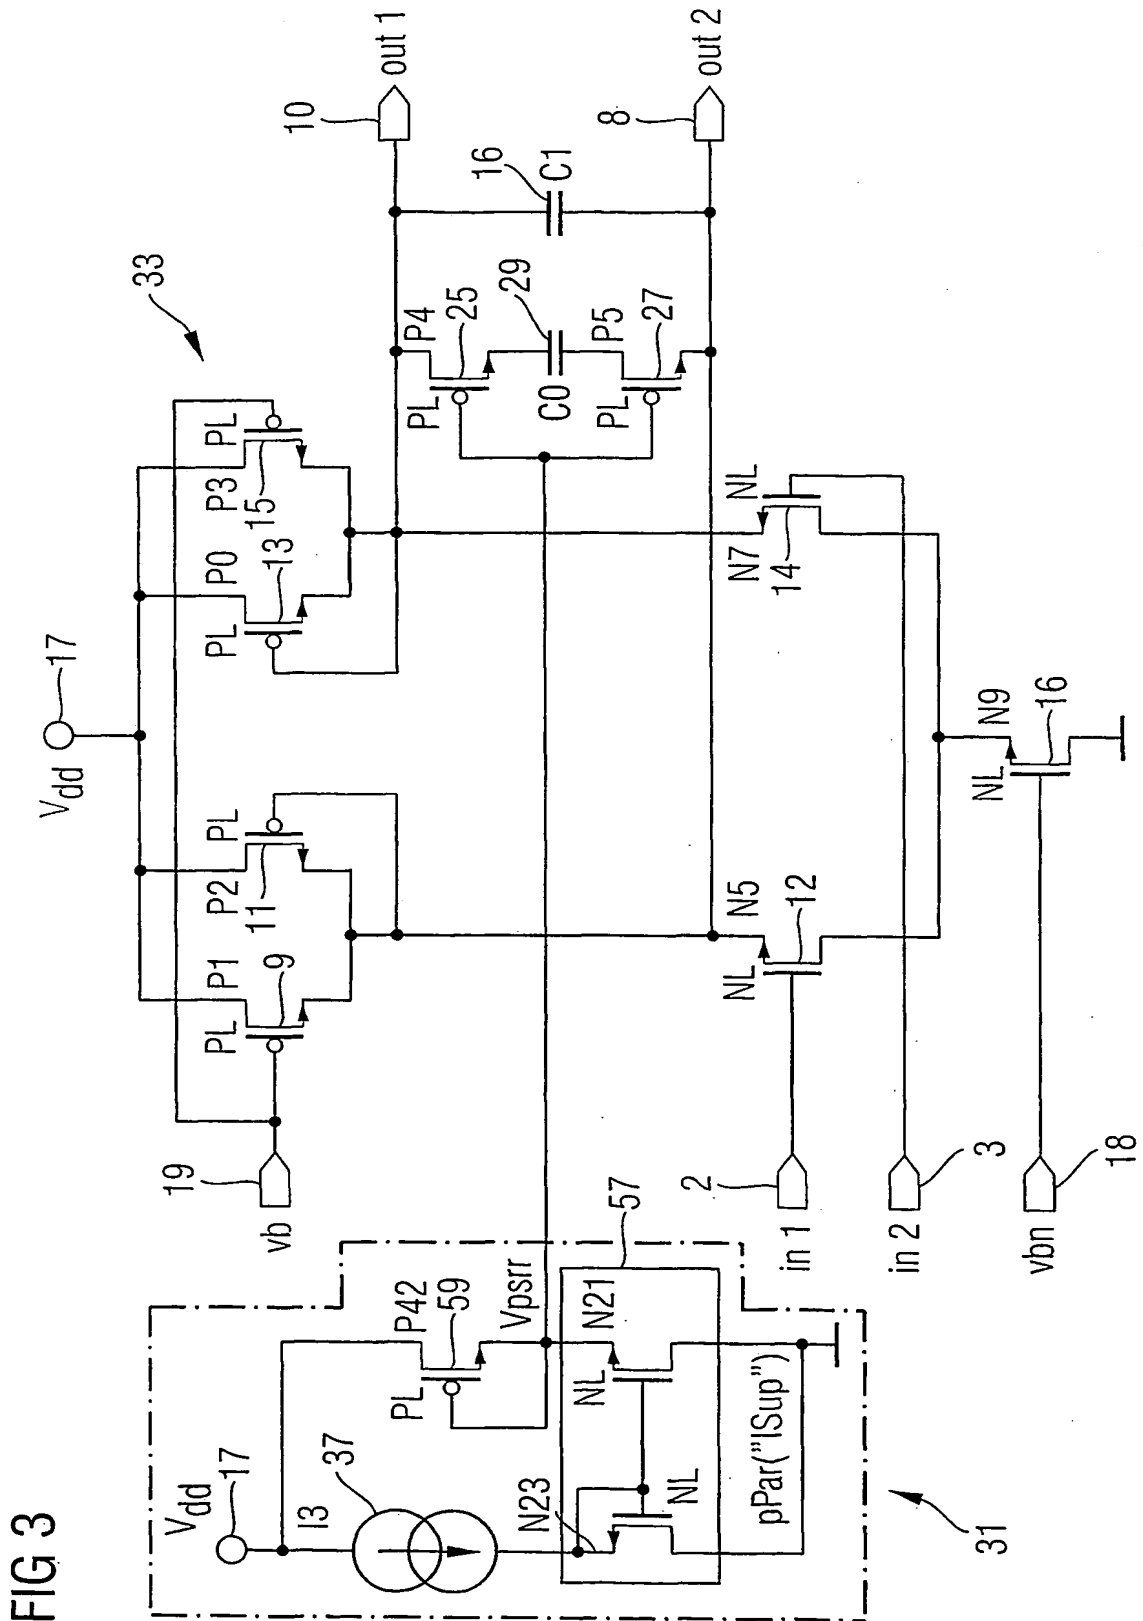 FIG 3
Vdd
17
I3
37
N23
NL
pPar("ISup")
31
P42
59
PL
Vpsrr
N21
NL
57
19
vb
PL
P1
9
P2
11
PL
Vdd
17
PL
P0
13
P3
15
PL
33
10
out 1
P4
25
PL
C0
29
P5
27
PL
16
C1
8
out 2
2
in 1
3
in 2
18
vbn
NL
N5
12
N7
14
NL
NL
N9
16